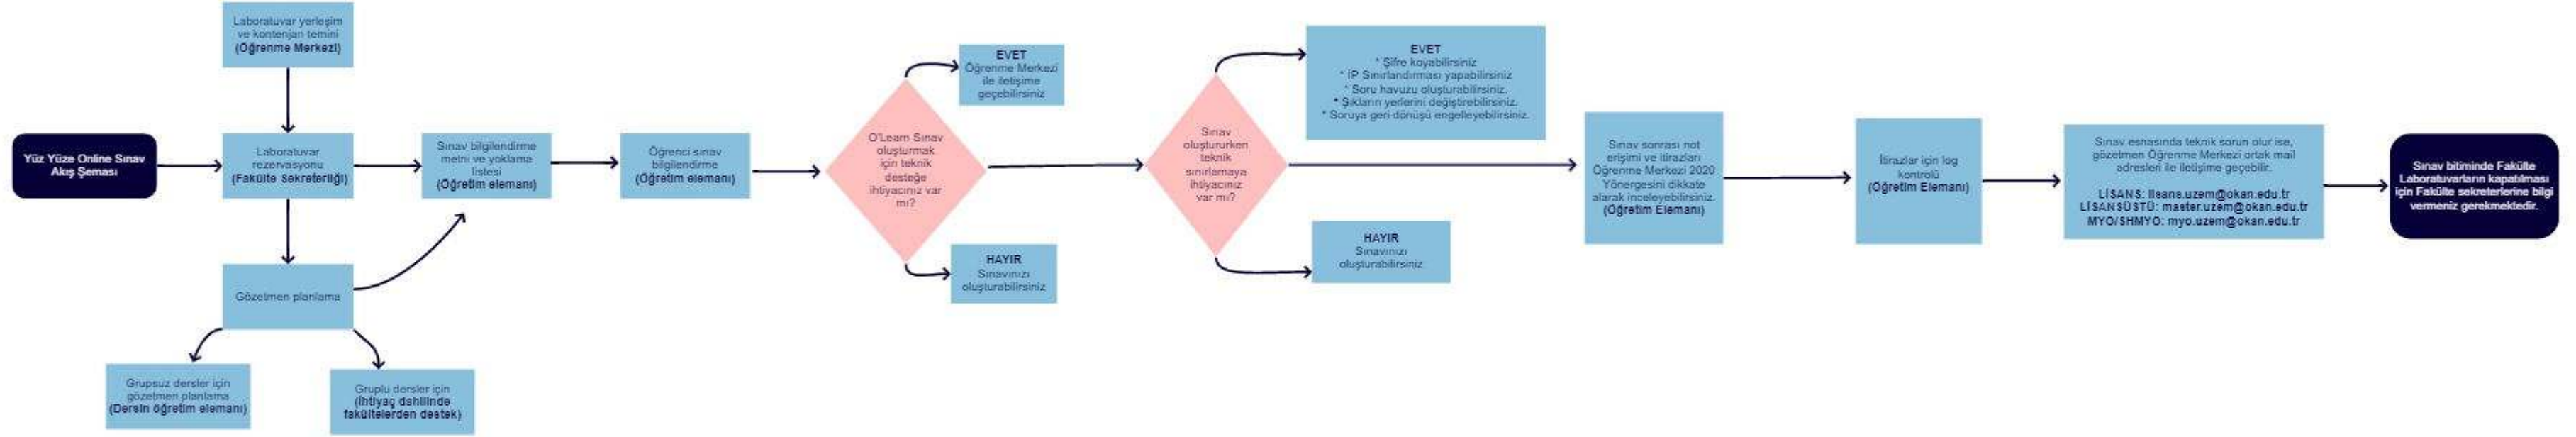 Yüz Yüze Online Sınav
Akış Şeması
Laboratuvar yerleşim
ve kontenjan temini
(Öğrenme Merkezi)
Laboratuvar
rezervasyonu
(Fakülte Sekreterliği)
Gözetmen planlama
Grupsuz dersler için
gözetmen planlama
(Dersin öğretim elemanı)
Gruplu dersler için
(İhtiyaç dahilinde
fakültelerden destek)
Sınav bilgilendirme
metni ve yoklama
listesi
(Öğretim elemanı)
Öğrenci sınav
bilgilendirme
(Öğretim elemanı)
O'Learn Sınav
oluşturmak
için teknik
desteğe
ihtiyacınız var
mı?
EVET
Öğrenme Merkezi
ile iletişime
geçebilirsiniz
HAYIR
Sınavınızı
oluşturabilirsiniz
Sınav
oluştururken
teknik
sınırlamaya
ihtiyacınız
var mı?
EVET
* Şifre koyabilirsiniz
* İP Sınırlandırması yapabilirsiniz
* Soru havuzu oluşturabilirsiniz.
* Şıkların yerlerini değiştirebilirsiniz.
* Soruya geri dönüşü engelleyebilirsiniz.
HAYIR
Sınavınızı
oluşturabilirsiniz
Sınav sonrası not
erişimi ve itirazları
Öğrenme Merkezi 2020
Yönergesini dikkate
alarak inceleyebilirsiniz.
(Öğretim Elemanı)
İtirazlar için log
kontrolü
(Öğretim Elemanı)
Sınav esnasında teknik sorun olur ise,
gözetmen Öğrenme Merkezi ortak mail
adresleri ile iletişime geçebilir.
LİSANS: lisans.uzem@okan.edu.tr
LİSANSÜSTÜ: master.uzem@okan.edu.tr
MYO/SHMYO: myo.uzem@okan.edu.tr
Sınav bitiminde Fakülte
Laboratuvarların kapatılması
için Fakülte sekreterlerine bilgi
vermeniz gerekmektedir.